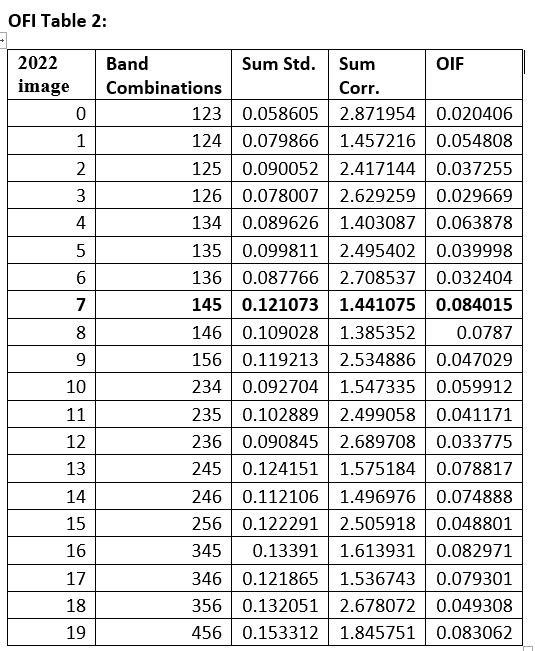 OFI Table 2:
2022 image Band Combinations Sum Std. Sum Corr. OIF
0 123 0.058605 2.871954 0.020406
1 124 0.079866 1.457216 0.054808
2 125 0.090052 2.417144 0.037255
3 126 0.078007 2.629259 0.029669
4 134 0.089626 1.403087 0.063878
5 135 0.099811 2.495402 0.039998
6 136 0.087766 2.708537 0.032404
7 145 0.121073 1.441075 0.084015
8 146 0.109028 1.385352 0.0787
9 156 0.119213 2.534886 0.047029
10 234 0.092704 1.547335 0.059912
11 235 0.102889 2.499058 0.041171
12 236 0.090845 2.689708 0.033775
13 245 0.124151 1.575184 0.078817
14 246 0.112106 1.496976 0.074888
15 256 0.122291 2.505918 0.048801
16 345 0.13391 1.613931 0.082971
17 346 0.121865 1.536743 0.079301
18 356 0.132051 2.678072 0.049308
19 456 0.153312 1.845751 0.083062